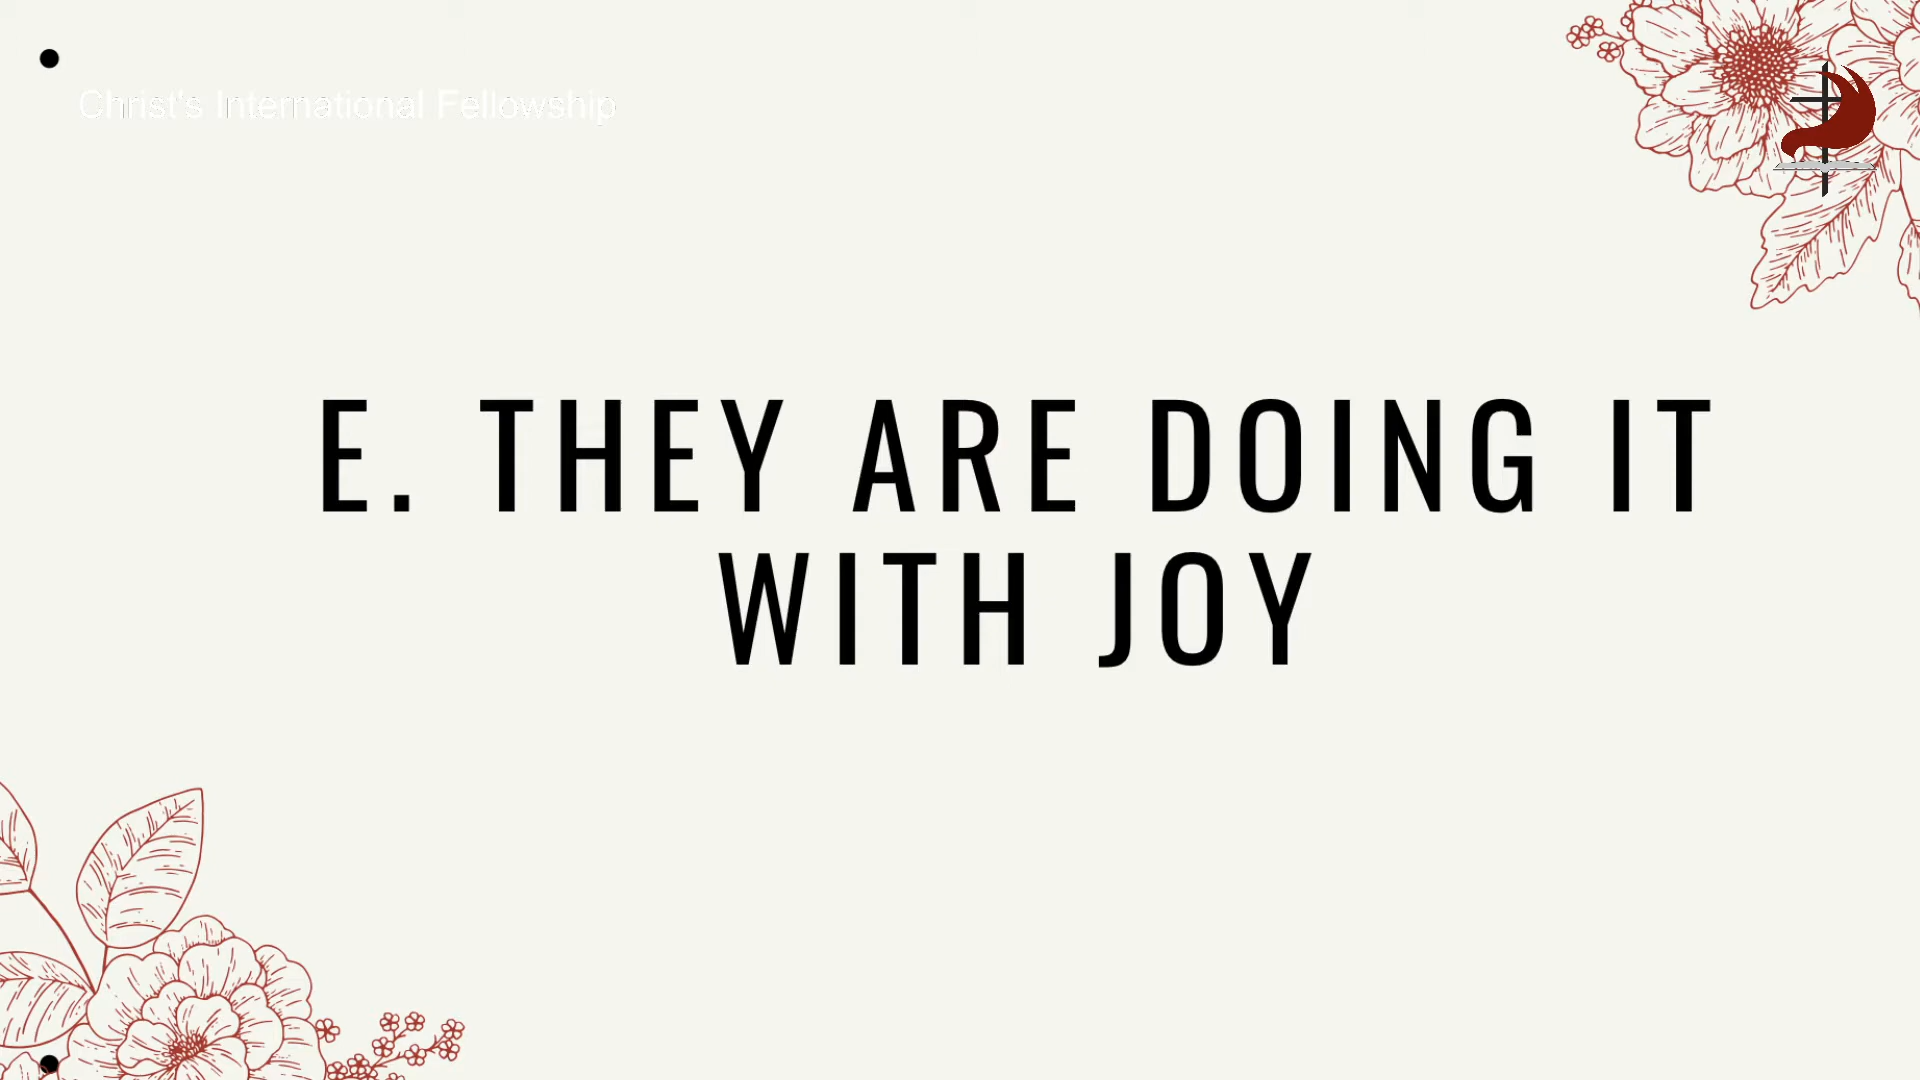 Christ's International Fellowship
E. THEY ARE DOING IT
WITH JOY